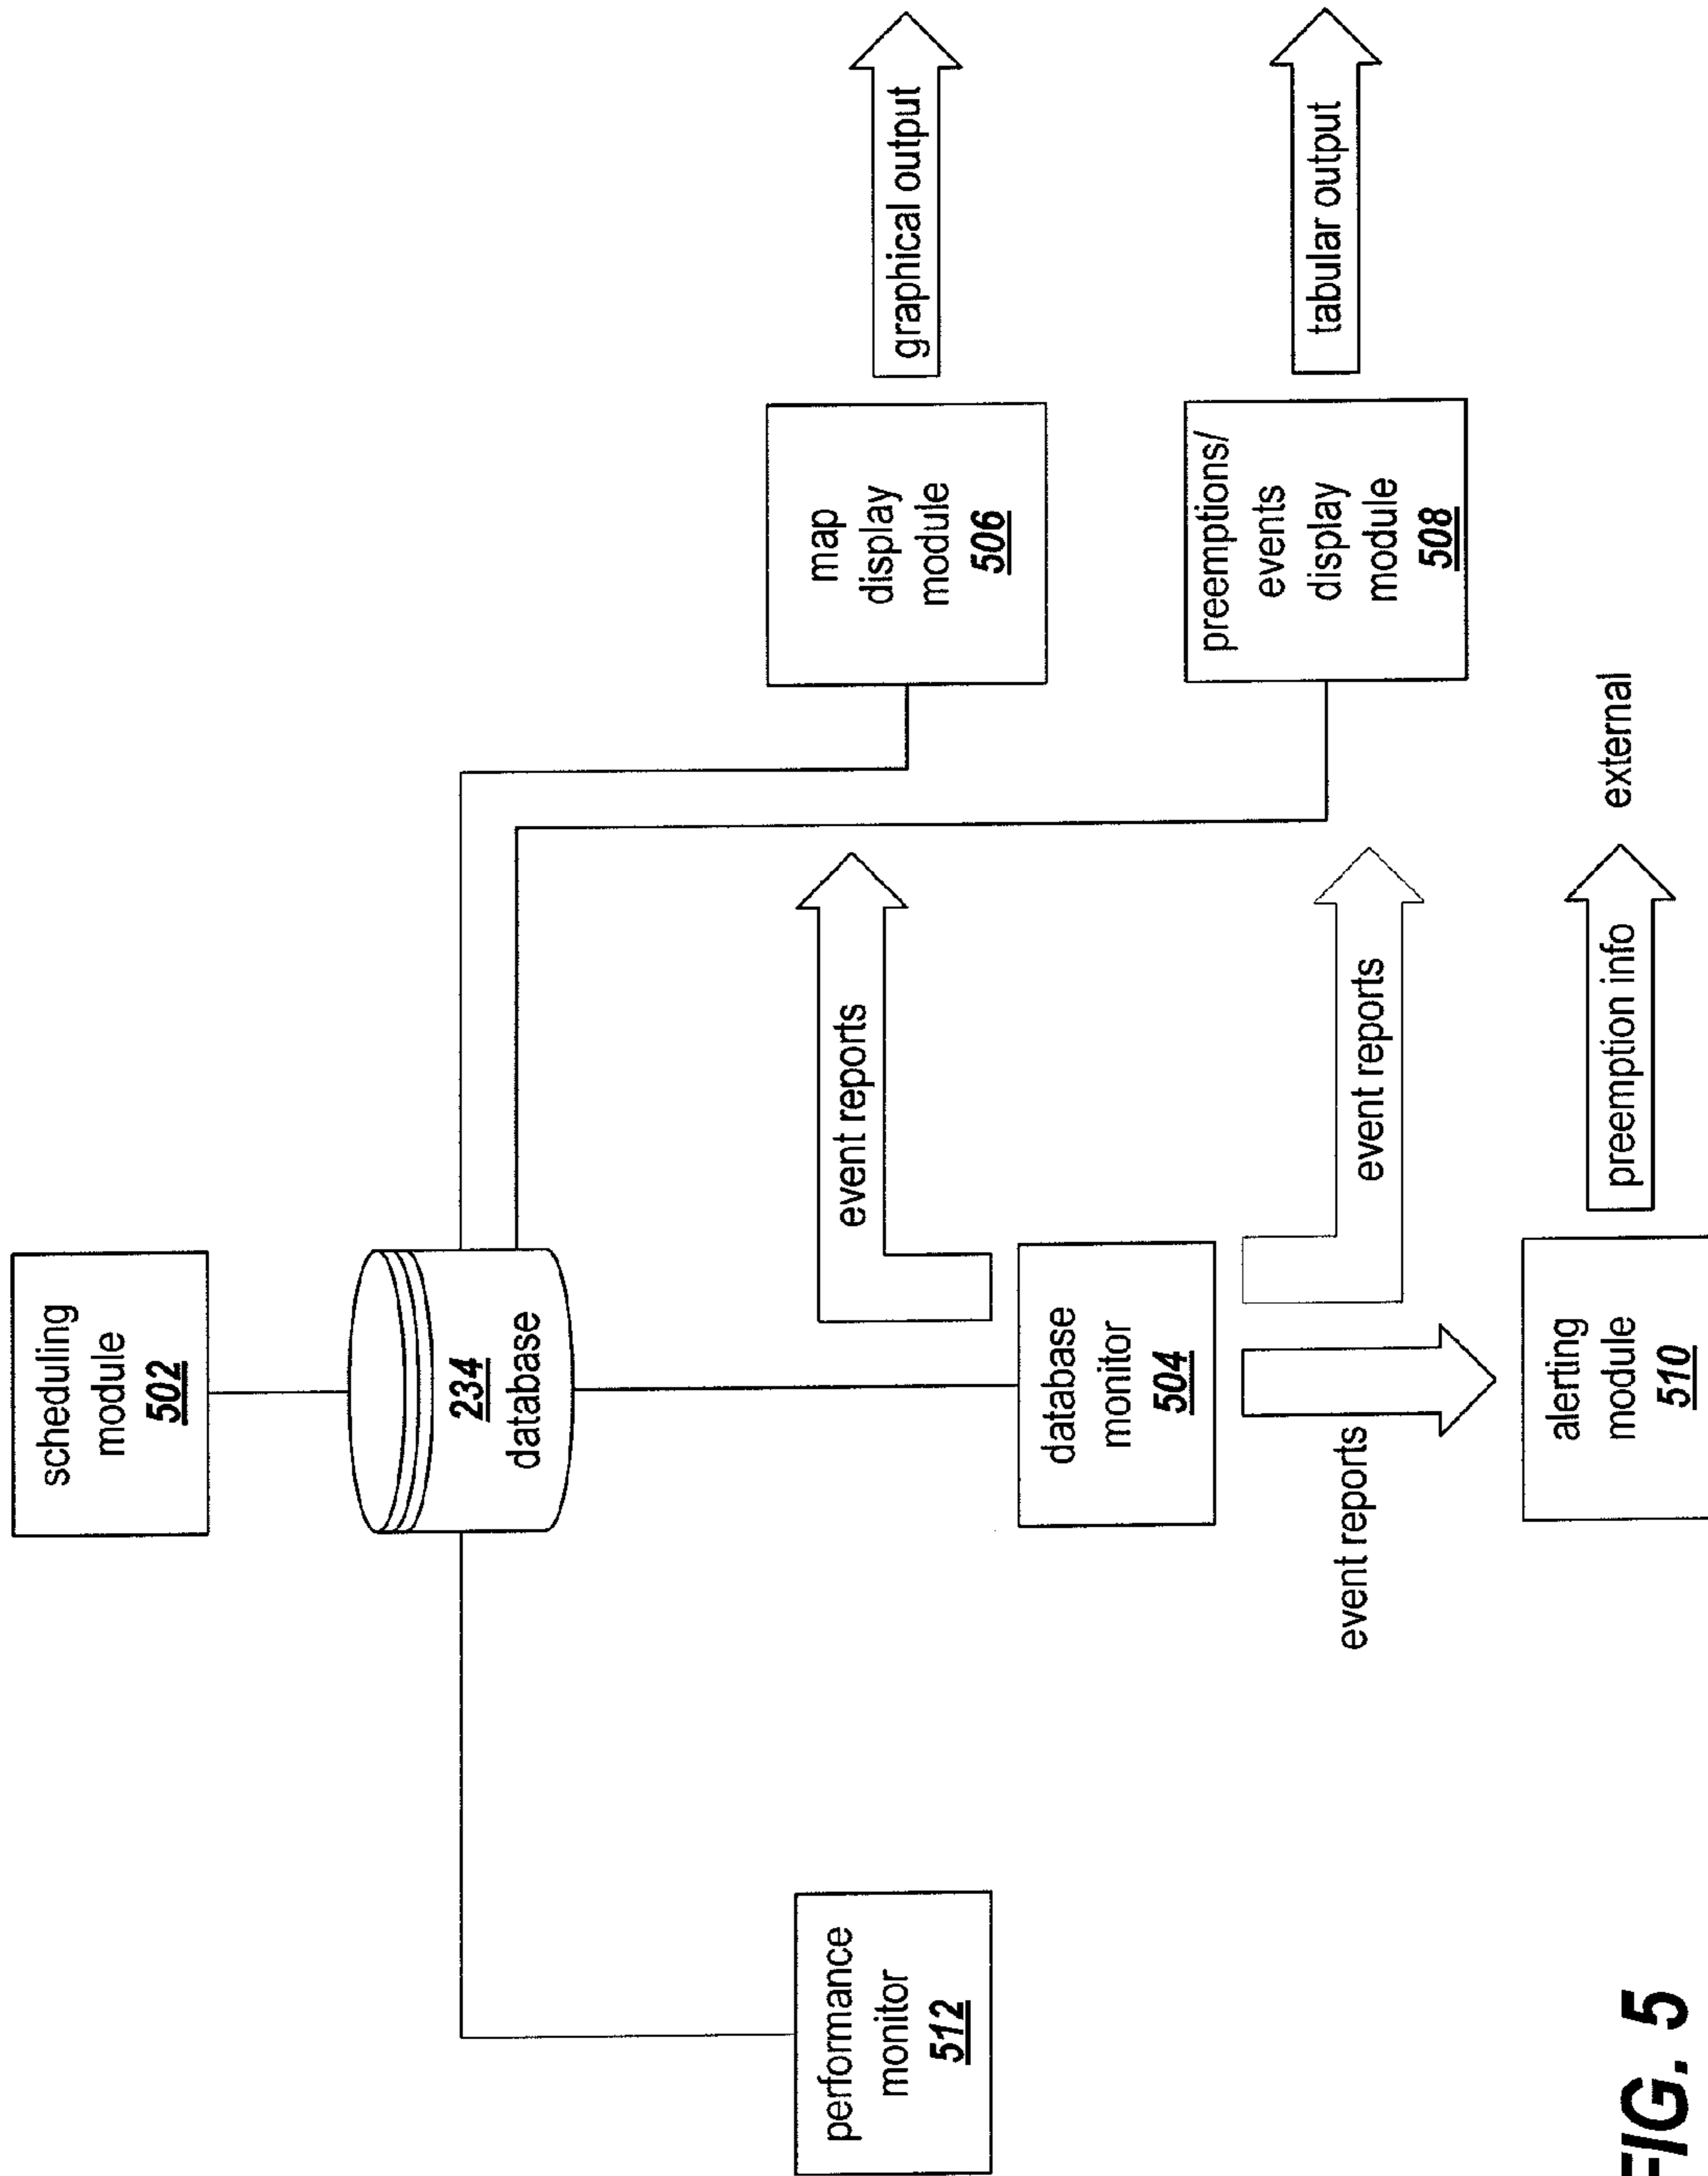 scheduling
module
502
234
database
performance
monitor
512
database
monitor
504
event reports
event reports
event reports
map
display
module
506
graphical output
preemptions/
events
display
module
508
tabular output
alerting
module
510
preemption info
external
FIG. 5